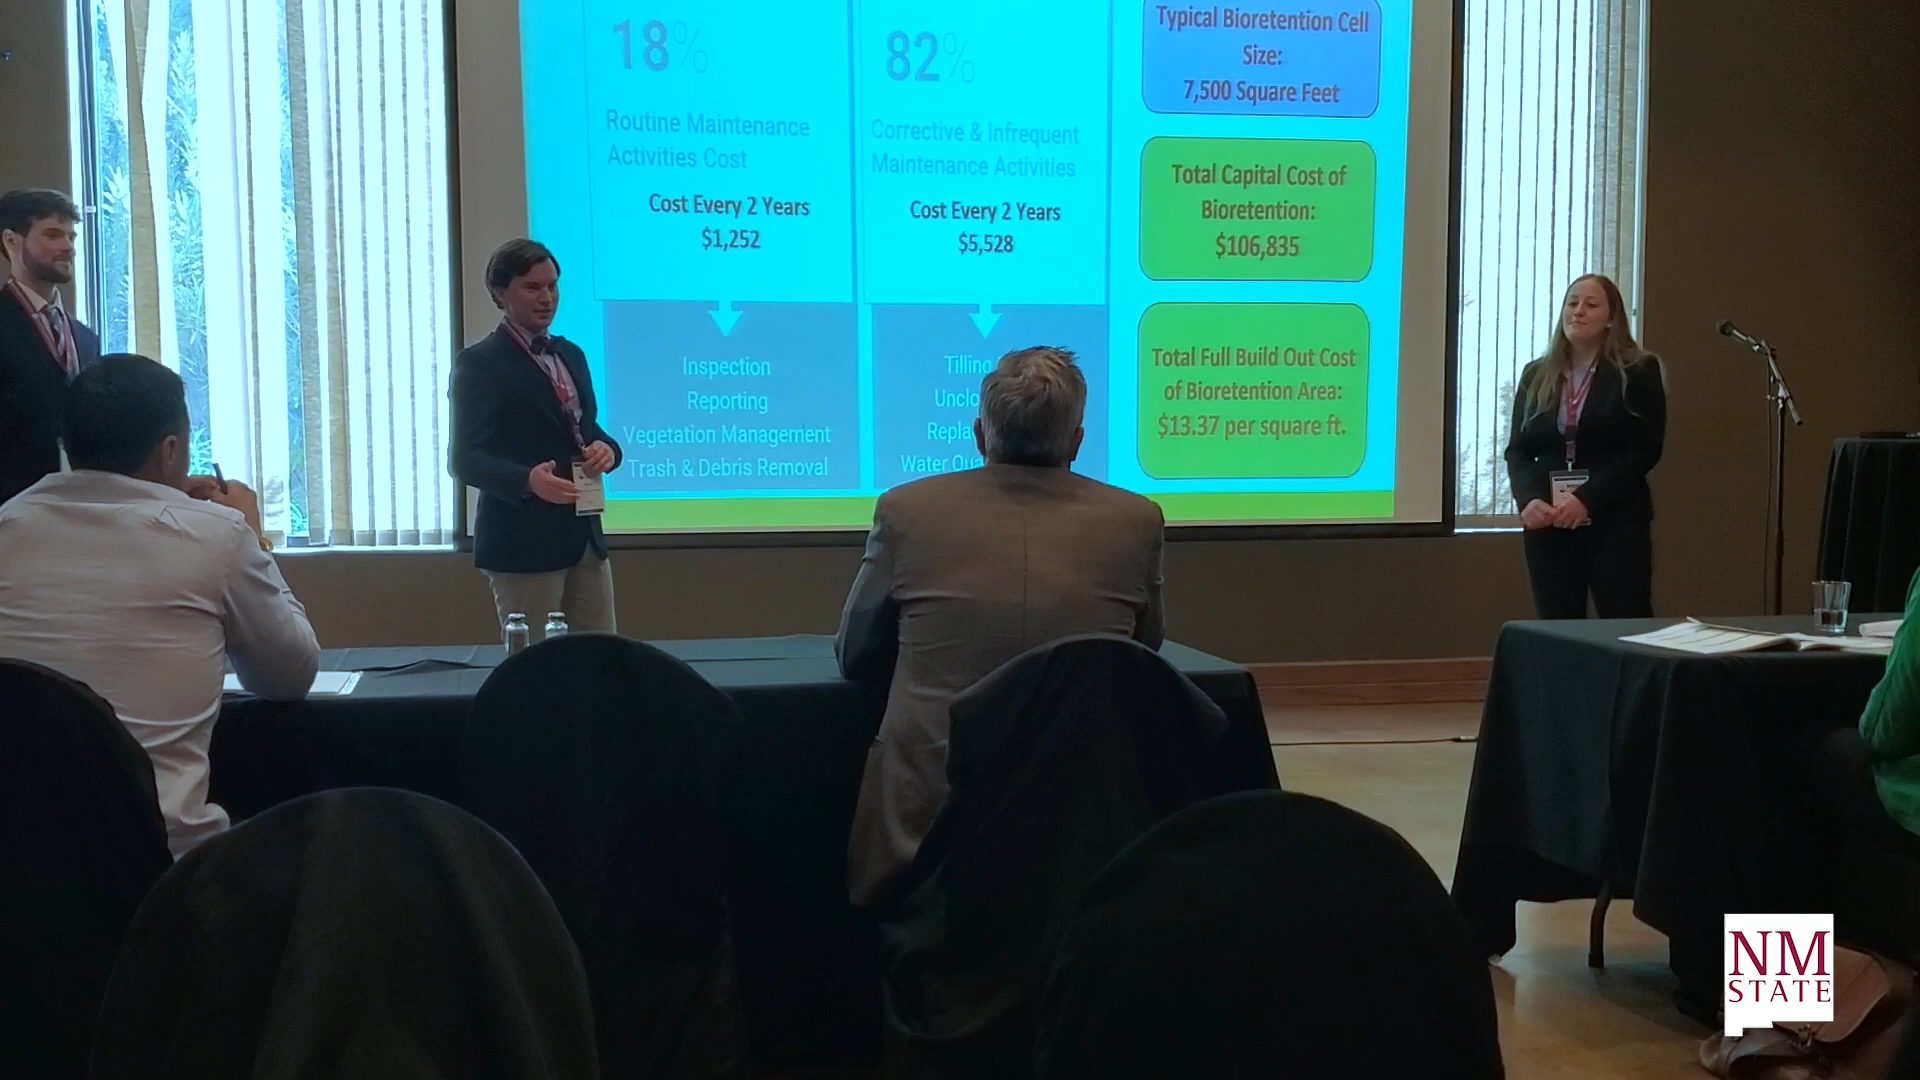 18%
Routine Maintenance
Activities Cost
Cost Every 2 Years
$1,252
Inspection
Reporting
Vegetation Management
Trash & Debris Removal
82%
Corrective & Infrequent
Maintenance Activities
Cost Every 2 Years
$5,528
Tilling
Water
Typical Bioretention Cell
Size:
7,500 Square Feet
Total Capital Cost of
Bioretention:
$106,835
Total Full Build Out Cost
of Bioretention Area:
$13.37 per square ft.
NM
STATE